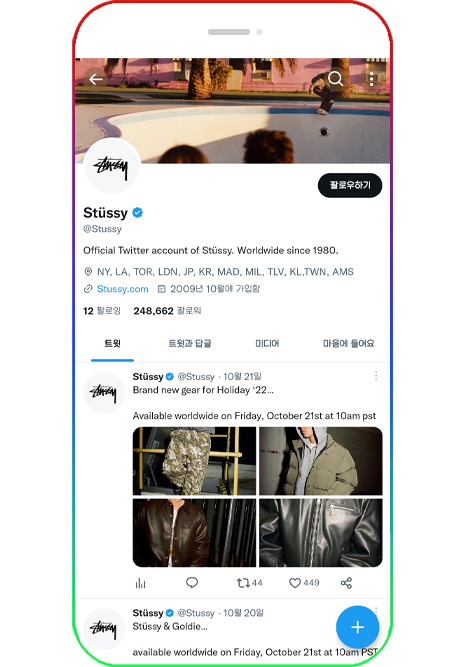 Stüssy
팔로우하기
Stüssy
@Stussy
Official Twitter account of Stüssy. Worldwide since 1980.
NY, LA, TOR, LDN, JP, KR, MAD, MIL, TLV, KL,TWN, AMS
Stussy.com 2009년 10월에 가입함
12 팔로잉 248,662 팔로워
트윗 트윗과 답글 미디어 마음에 들어요
Stüssy
Stüssy @Stussy · 10월 21일
Brand new gear for Holiday ‘22...
Available worldwide on Friday, October 21st at 10am pst
44 449
Stüssy
Stüssy @Stussy · 10월 20일
Stüssy & Goldie...
available worldwide on Friday, October 21st at 10am PST